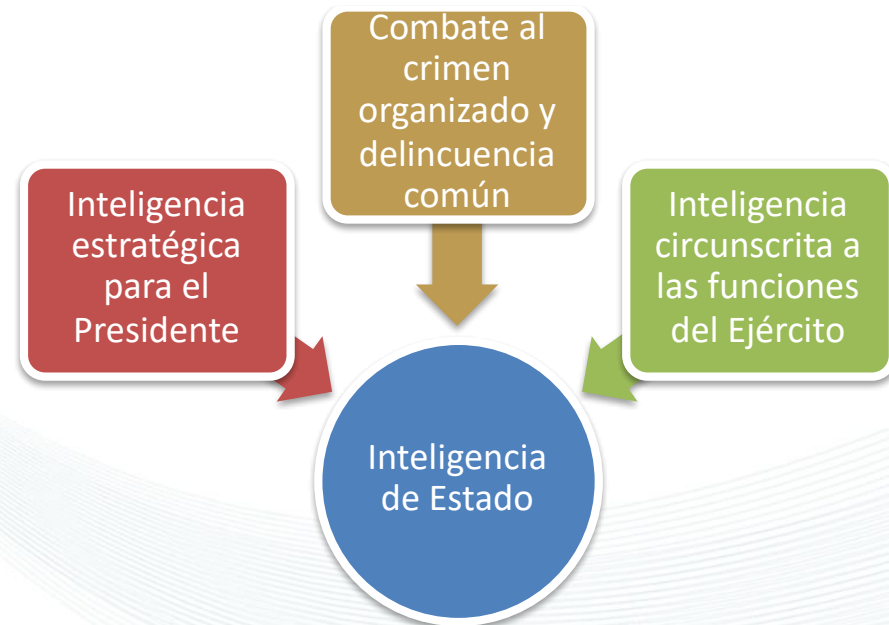 Combate al
crimen
organizado y
delincuencia
común
Inteligencia
estratégica
para el
Presidente
Inteligencia
circunscrita a
las funciones
del Ejército
Inteligencia
de Estado